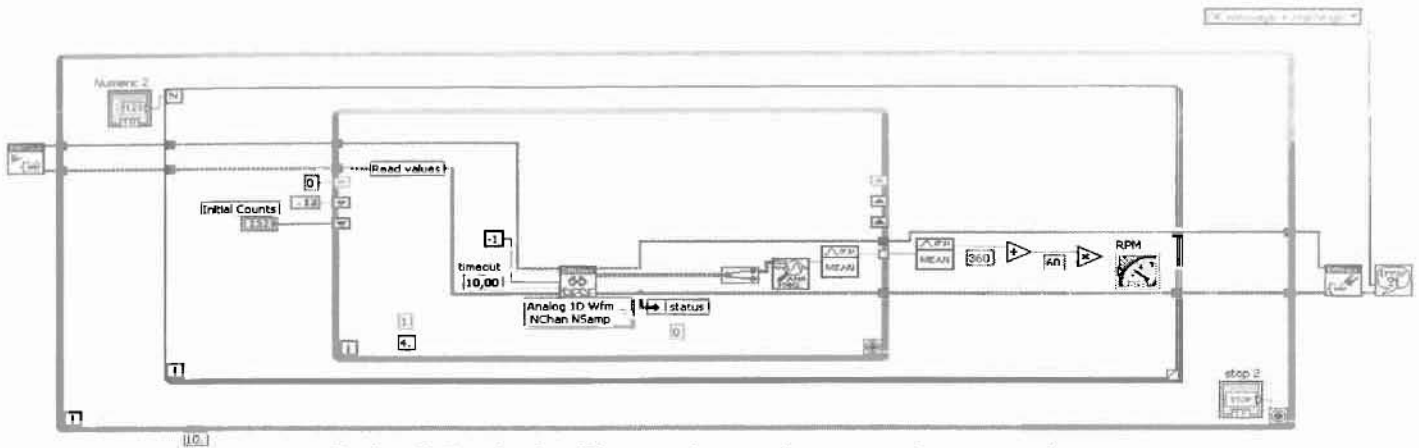 Numeric 2
N
Read values
0
Initial Counts
-1
timeout
10,00
Analog 1D Wfm
NChan NSamp
status
1.
0
4.
i
MEAN
MEAN
360
60
RPM
stop 2
STOP
10.